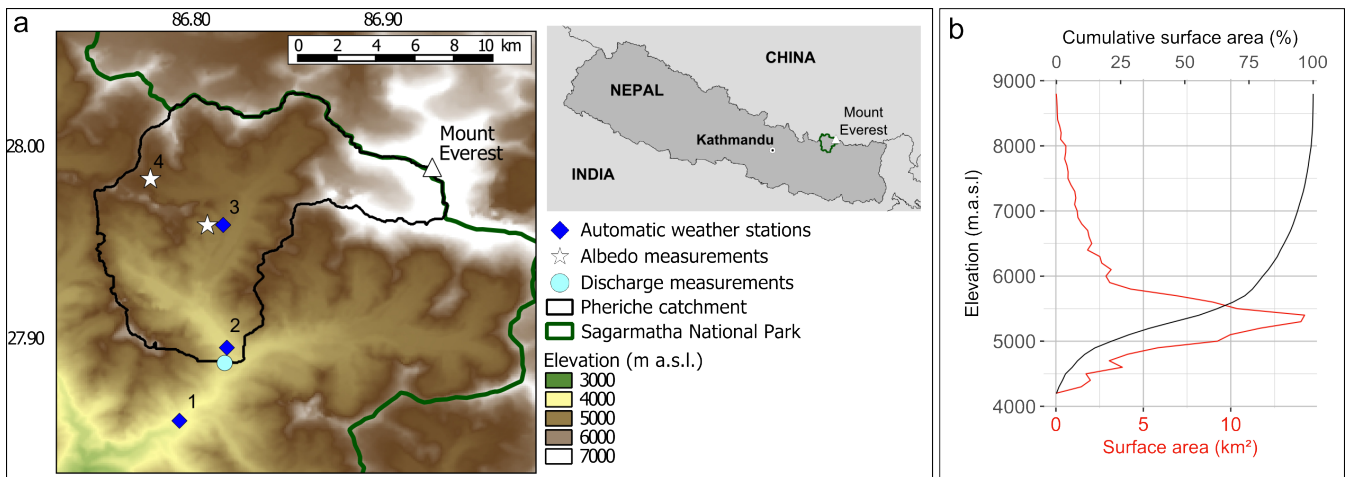 a
86.80
86.90
0 2 4 6 8 10 km
28.00
27.90
Mount
Everest
4
3
2
1
CHINA
NEPAL
Mount
Everest
Kathmandu
INDIA
Automatic weather stations
Albedo measurements
Discharge measurements
Pheriche catchment
Sagarmatha National Park
Elevation (m a.s.l.)
3000
4000
5000
6000
7000
b
Cumulative surface area (%)
0 25 50 75 100
Elevation (m.a.s.l)
9000
8000
7000
6000
5000
4000
0 5 10
Surface area (km²)